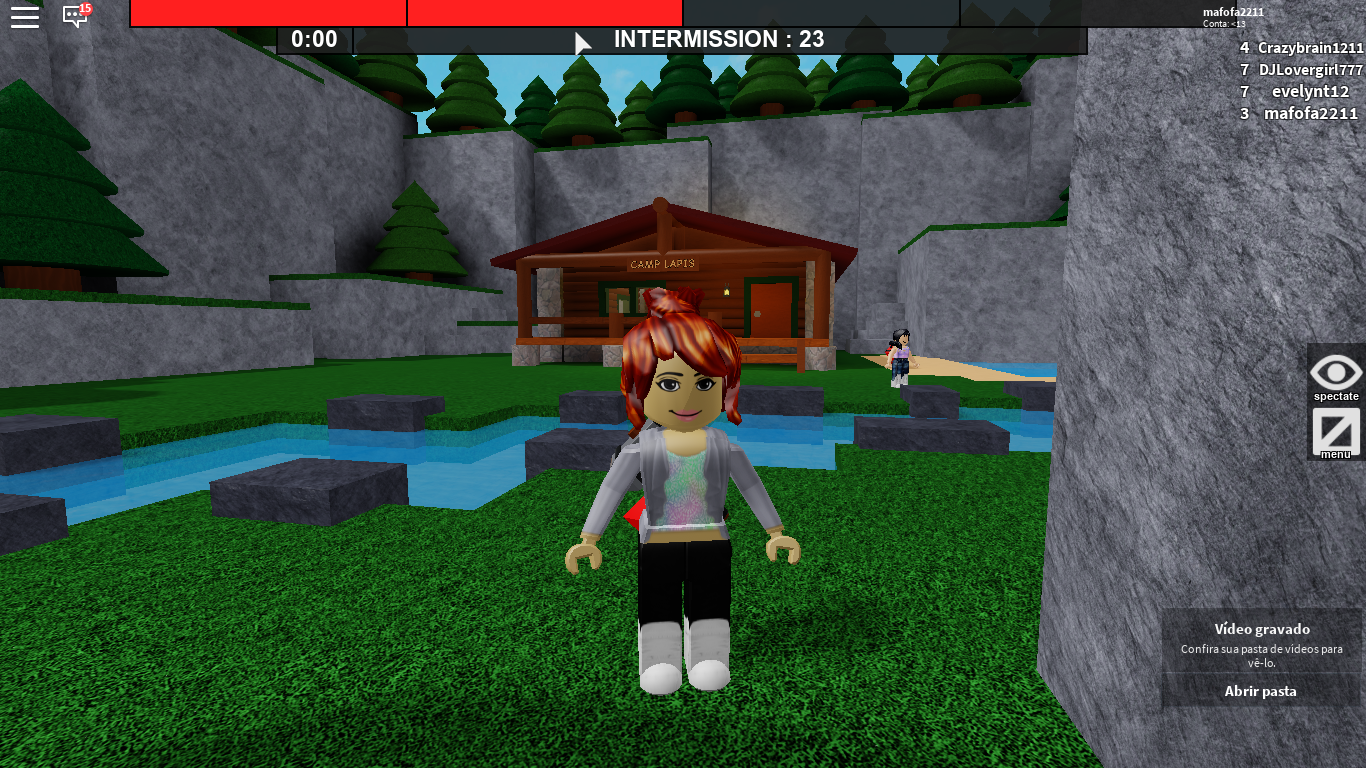 15
0:00
INTERMISSION : 23
mafofa2211
Conta: <13
4 Crazybrain1211
7 DJLovergirl777
7 evelynt12
3 mafofa2211
CAMP LAPIS
spectate
menu
Vídeo gravado
Confira sua pasta de vídeos para
vê-lo.
Abrir pasta